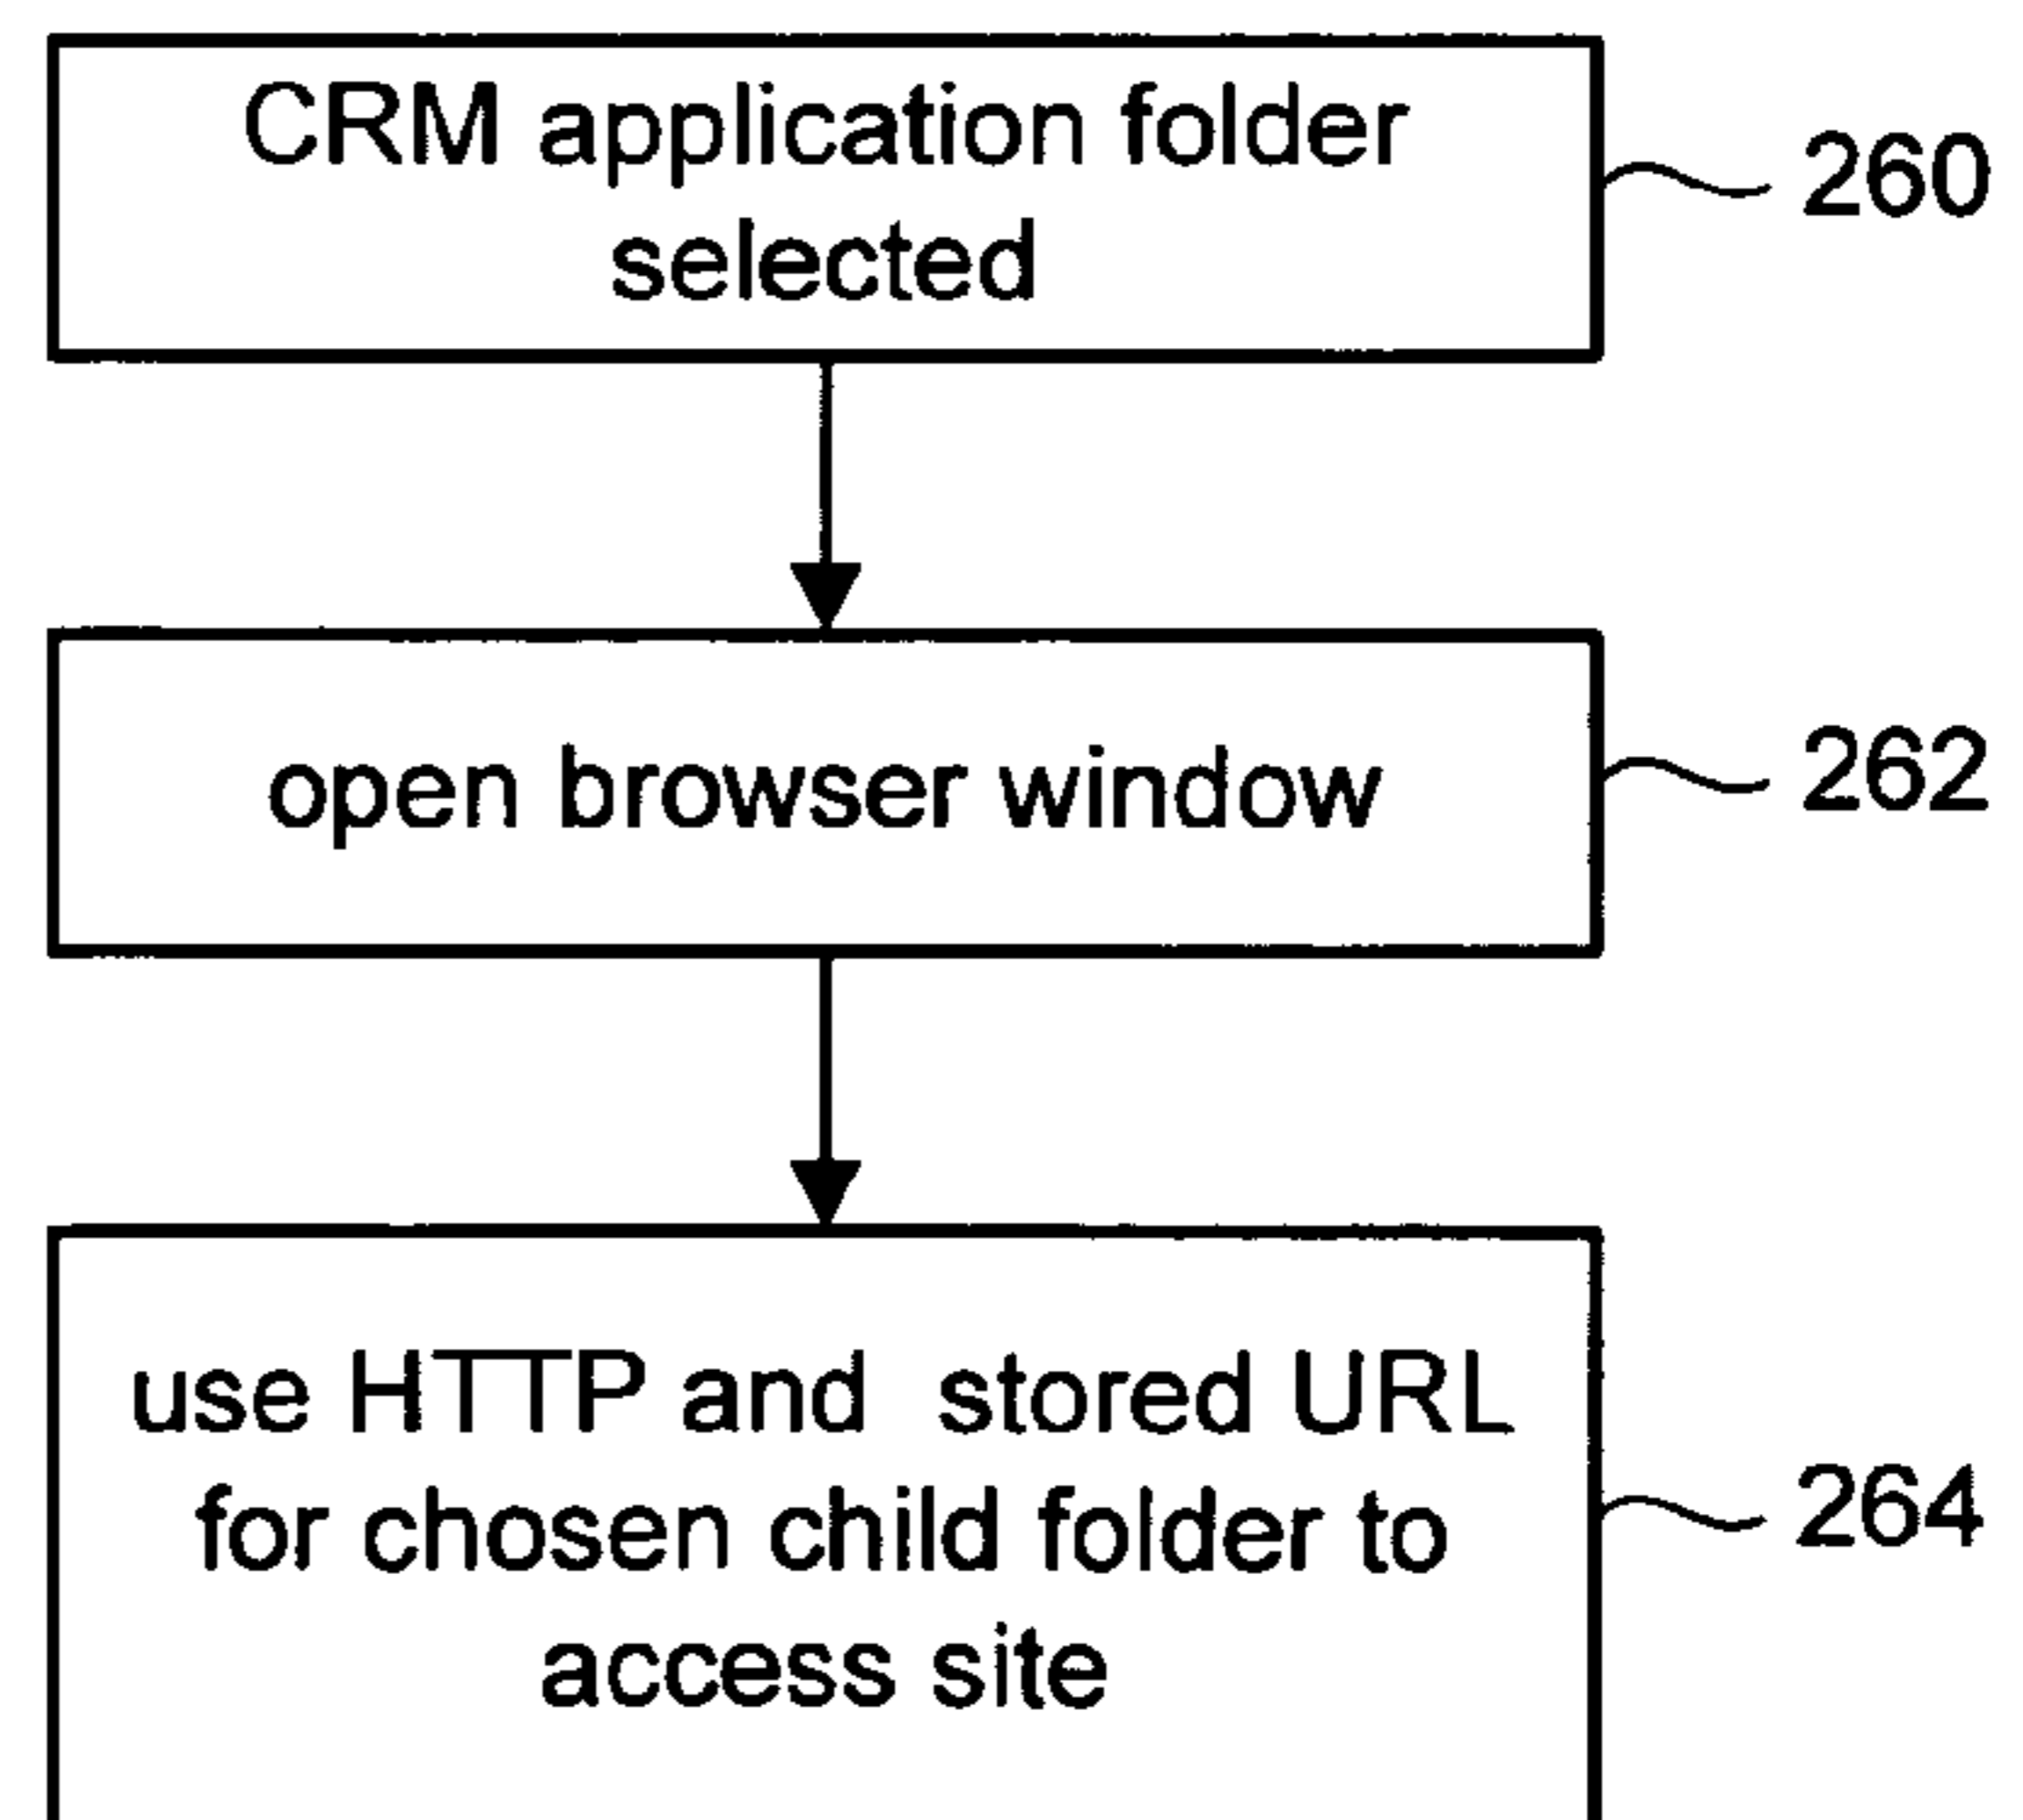 CRM application folder
selected
260
open browser window
262
use HTTP and stored URL
for chosen child folder to
access site
264